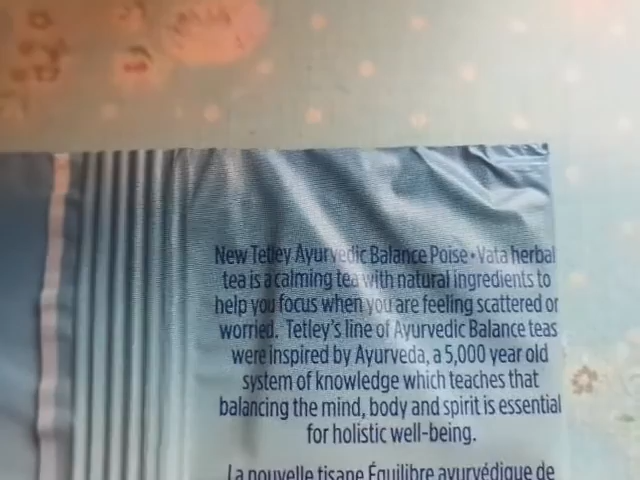 New Tetley Ayurvedic Balance Poise • Vata herbal
tea is a calming tea with natural ingredients to
help you focus when you are feeling scattered or
worried. Tetley's line of Ayurvedic Balance teas
were inspired by Ayurveda, a 5,000 year old
system of knowledge which teaches that
balancing the mind, body and spirit is essential
for holistic well-being.
La nouvelle tisane Équilibre ayurvédique de